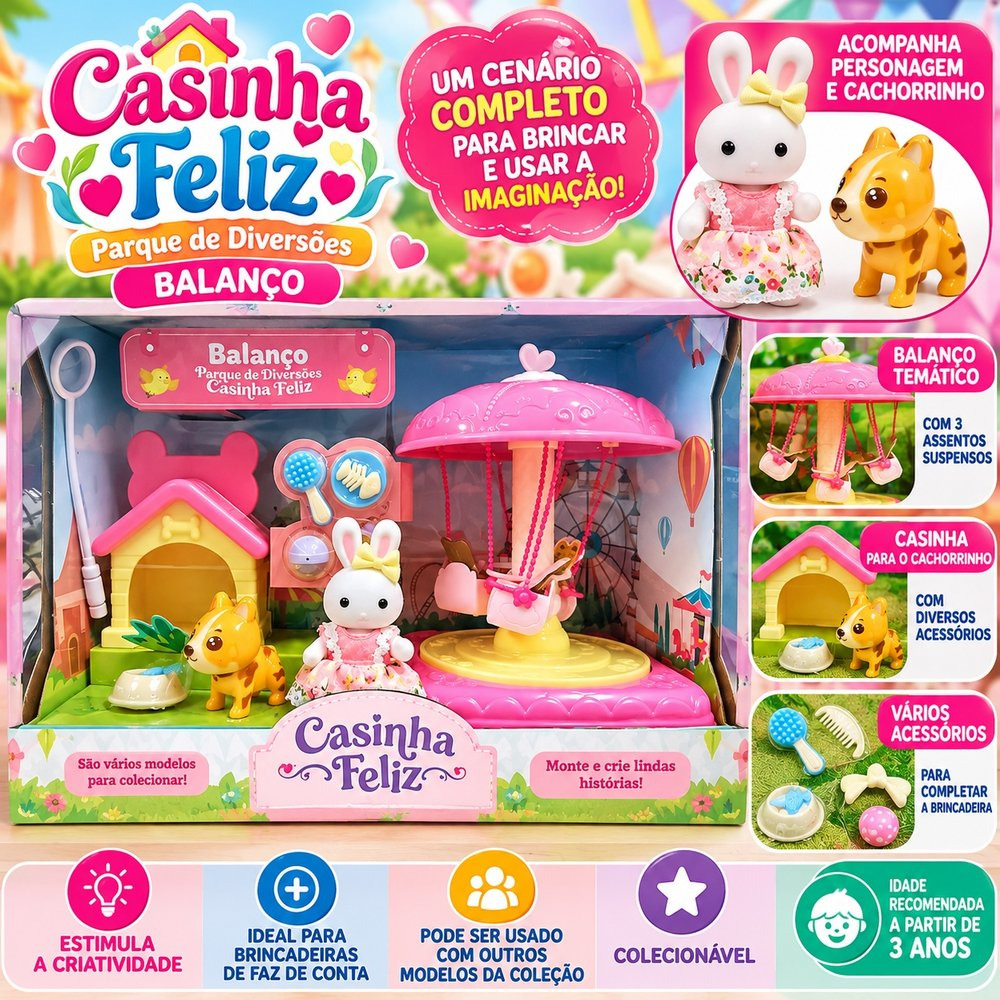 Casinha
Feliz
Parque de Diversões
BALANÇO
UM CENÁRIO
COMPLETO
PARA BRINCAR
E USAR A
IMAGINAÇÃO!
ACOMPANHA
PERSONAGEM
E CACHORRINHO
Balanço
Parque de Diversões
Casinha Feliz
São vários modelos
para colecionar!
Casinha
Feliz
Monte e crie lindas
histórias!
BALANÇO
TEMÁTICO
COM 3
ASSENTOS
SUSPENSOS
CASINHA
PARA O CACHORRINHO
COM
DIVERSOS
ACESSÓRIOS
VÁRIOS
ACESSÓRIOS
PARA
COMPLETAR
A BRINCADEIRA
ESTIMULA
A CRIATIVIDADE
IDEAL PARA
BRINCADEIRAS
DE FAZ DE CONTA
PODE SER USADO
COM OUTROS
MODELOS DA COLEÇÃO
COLECIONÁVEL
IDADE
RECOMENDADA
A PARTIR DE
3 ANOS